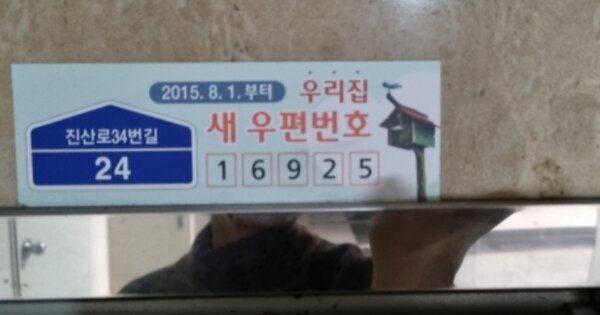 2015. 8. 1. 부터 우리집
새 우편번호
진산로34번길
24
16925